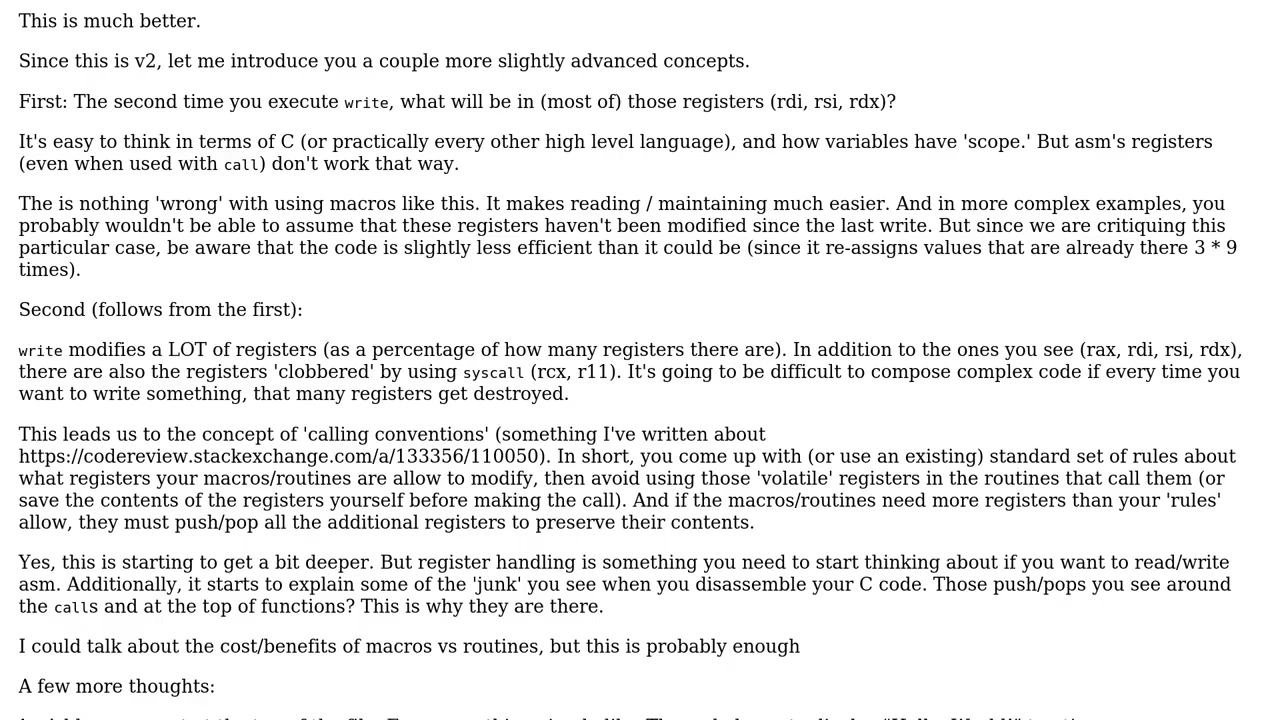 This is much better.
Since this is v2, let me introduce you a couple more slightly advanced concepts.
First: The second time you execute write, what will be in (most of) those registers (rdi, rsi, rdx)?
It's easy to think in terms of C (or practically every other high level language), and how variables have 'scope.' But asm's registers
(even when used with call) don't work that way.
The is nothing 'wrong' with using macros like this. It makes reading / maintaining much easier. And in more complex examples, you
probably wouldn't be able to assume that these registers haven't been modified since the last write. But since we are critiquing this
particular case, be aware that the code is slightly less efficient than it could be (since it re-assigns values that are already there 3 * 9
times).
Second (follows from the first):
write modifies a LOT of registers (as a percentage of how many registers there are). In addition to the ones you see (rax, rdi, rsi, rdx),
there are also the registers 'clobbered' by using syscall (rcx, r11). It's going to be difficult to compose complex code if every time you
want to write something, that many registers get destroyed.
This leads us to the concept of 'calling conventions' (something I've written about
https://codereview.stackexchange.com/a/133356/110050). In short, you come up with (or use an existing) standard set of rules about
what registers your macros/routines are allow to modify, then avoid using those 'volatile' registers in the routines that call them (or
save the contents of the registers yourself before making the call). And if the macros/routines need more registers than your 'rules'
allow, they must push/pop all the additional registers to preserve their contents.
Yes, this is starting to get a bit deeper. But register handling is something you need to start thinking about if you want to read/write
asm. Additionally, it starts to explain some of the 'junk' you see when you disassemble your C code. Those push/pops you see around
the calls and at the top of functions? This is why they are there.
I could talk about the cost/benefits of macros vs routines, but this is probably enough
A few more thoughts: